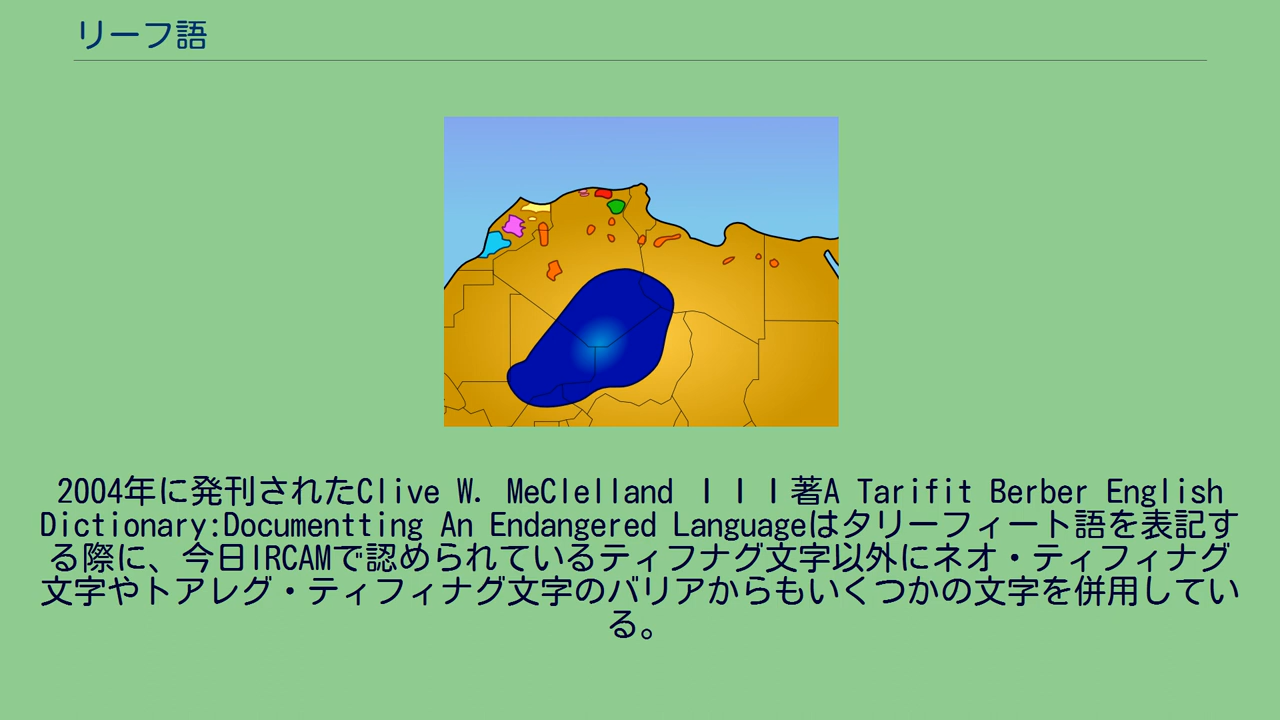 リーフ語
2004年に発刊されたClive W. MeClelland ＩＩＩ著A Tarifit Berber English
Dictionary:Documentting An Endangered Languageはタリーフィート語を表記す
る際に、今日IRCAMで認められているティフナグ文字以外にネオ・ティフィナグ
文字やトアレグ・ティフィナグ文字のバリアからもいくつかの文字を併用してい
る。